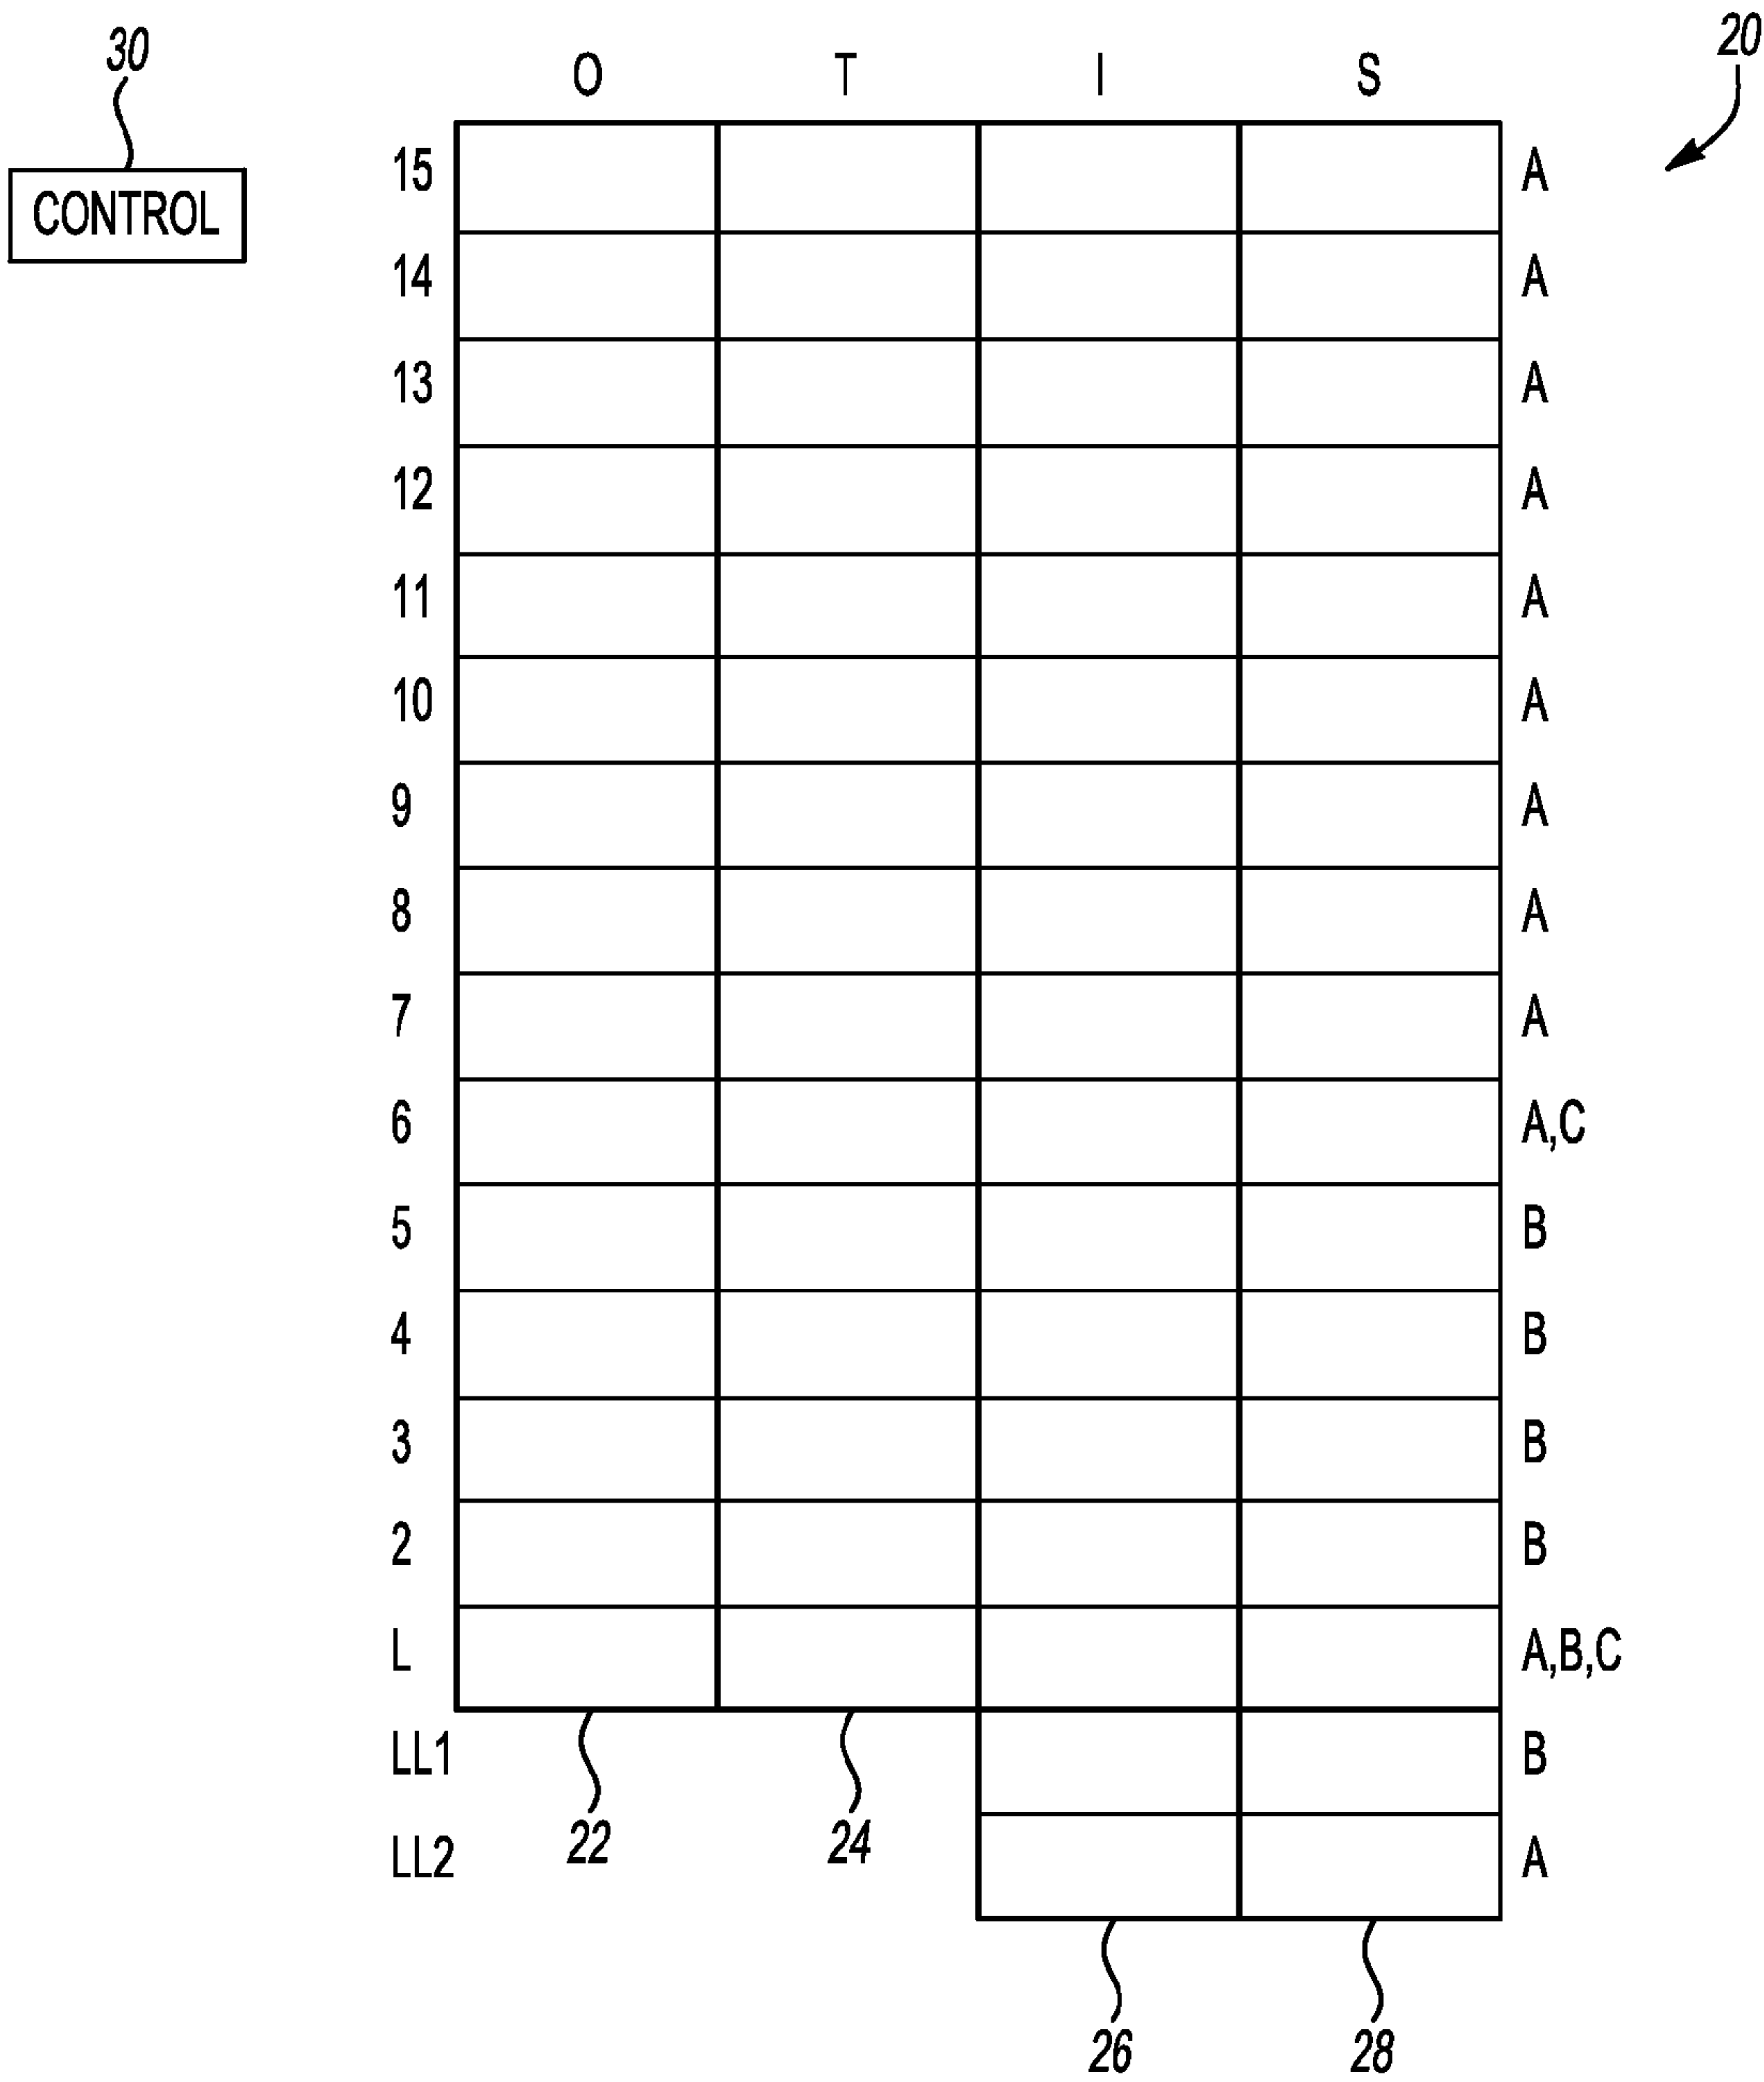 30
20
O T I S
CONTROL
15 A
14 A
13 A
12 A
11 A
10 A
9 A
8 A
7 A
6 A,C
5 B
4 B
3 B
2 B
L A,B,C
LL1 B
LL2 A
22 24
26 28